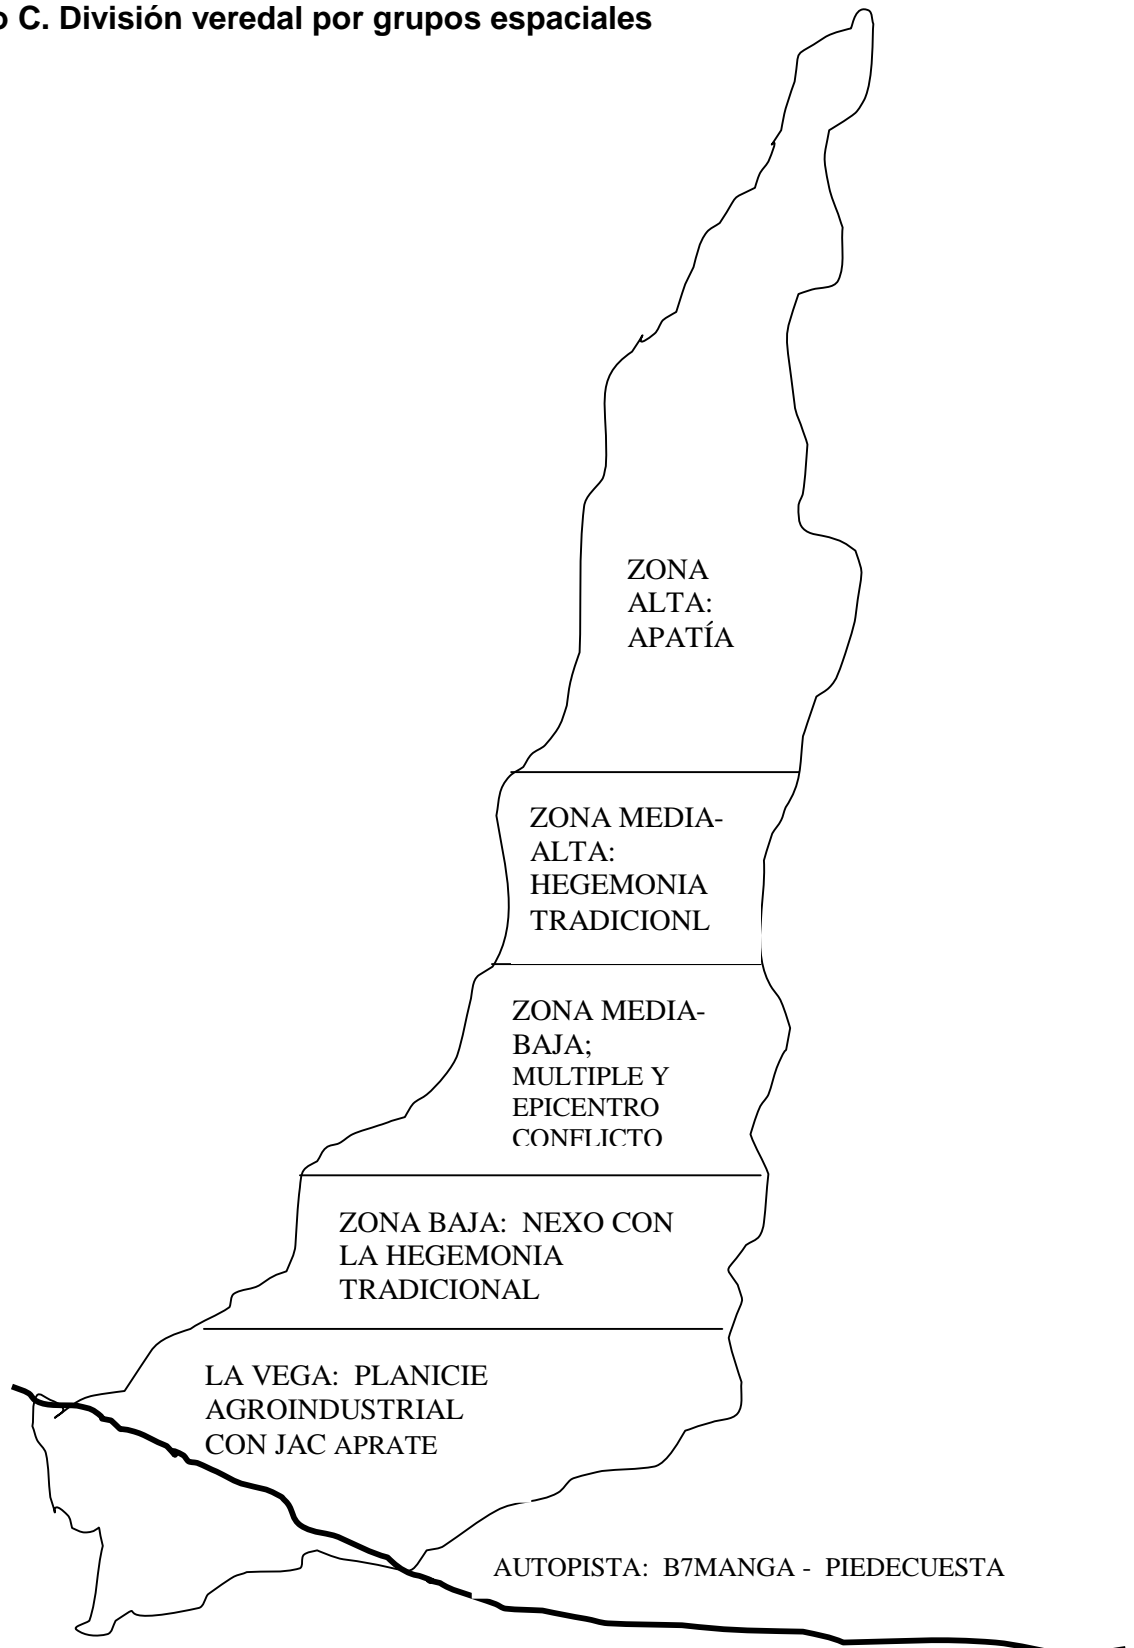 o C. División veredal por grupos espaciales
ZONA
ALTA:
APATÍA
ZONA MEDIA-
ALTA:
HEGEMONIA
TRADICIONL
ZONA MEDIA-
BAJA;
MULTIPLE Y
EPICENTRO
CONFLICTO
ZONA BAJA: NEXO CON
LA HEGEMONIA
TRADICIONAL
LA VEGA: PLANICIE
AGROINDUSTRIAL
CON JAC APRATE
AUTOPISTA: B7MANGA - PIEDECUESTA